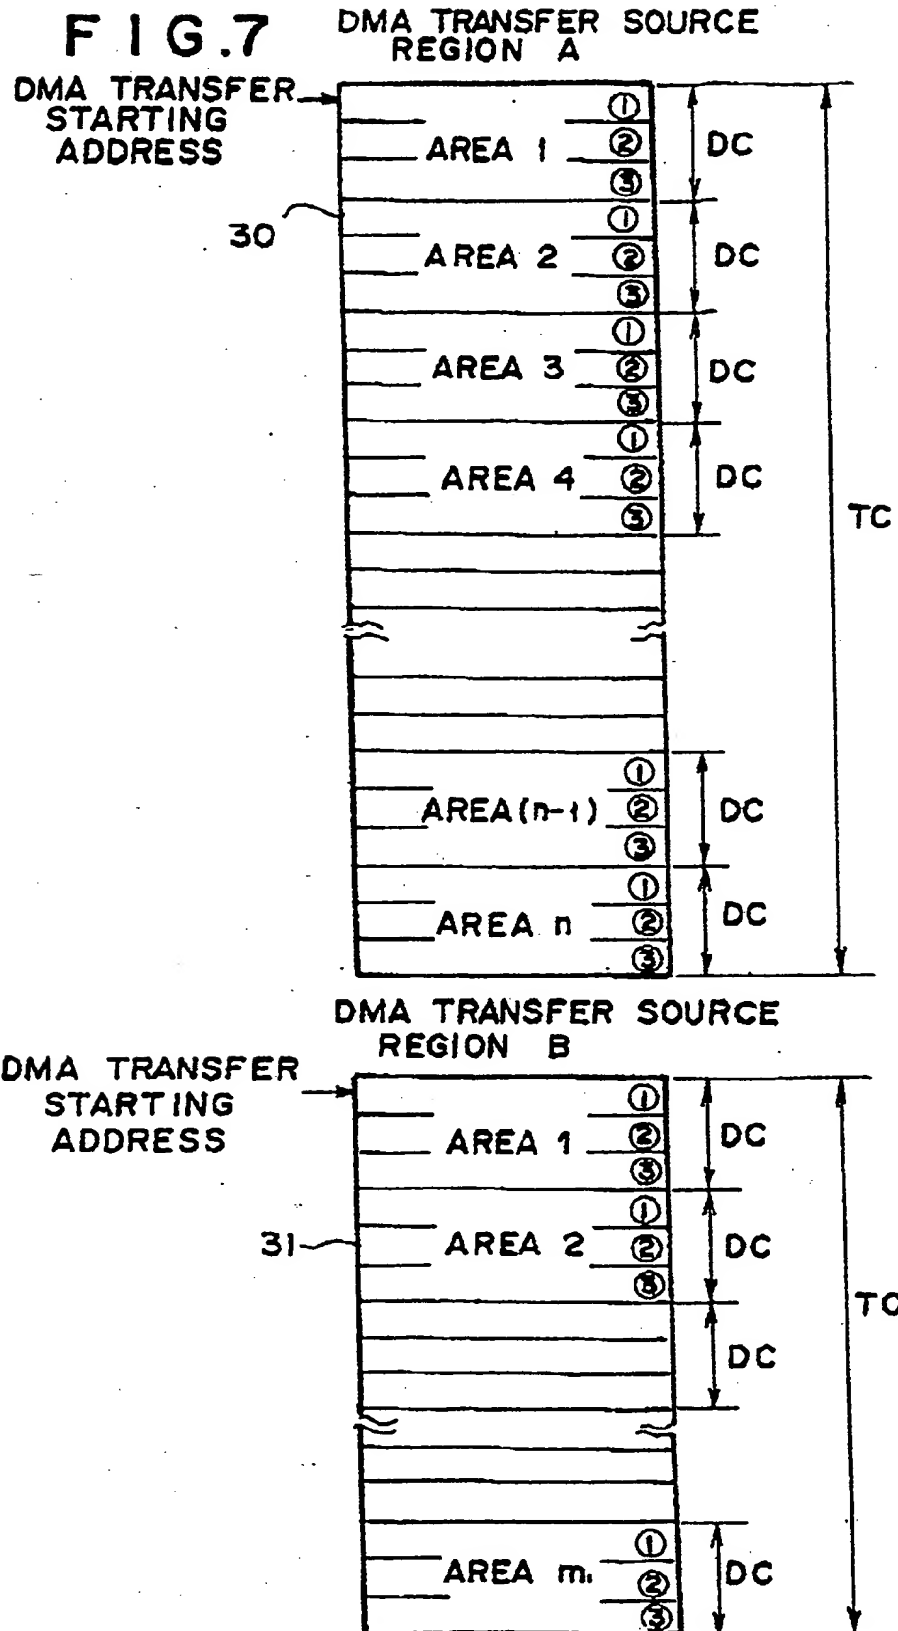 FIG.7
DMA TRANSFER SOURCE
REGION A
DMA TRANSFER
STARTING
ADDRESS
①
AREA 1 ② DC
③
30
①
AREA 2 ② DC
③
①
AREA 3 ② DC
③
①
AREA 4 ② DC
③
TC
①
AREA(n-1) ② DC
③
①
AREA n ② DC
③
DMA TRANSFER SOURCE
REGION B
DMA TRANSFER
STARTING
ADDRESS
①
AREA 1 ② DC
③
①
31 AREA 2 ② DC
③
TC
DC
①
AREA m ② DC
③